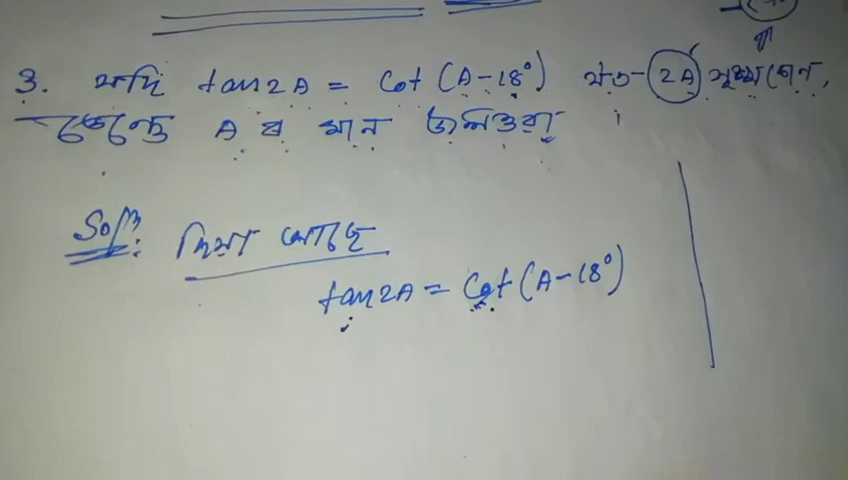 3. যদি tan2A = Cot (A-18°) য'ত 2A সূক্ষ্মকোণ,
তেন্তে A ৰ মান উলিওৱা ।
Solⁿ: দিয়া আছে
tan2A = Cot (A-18°)